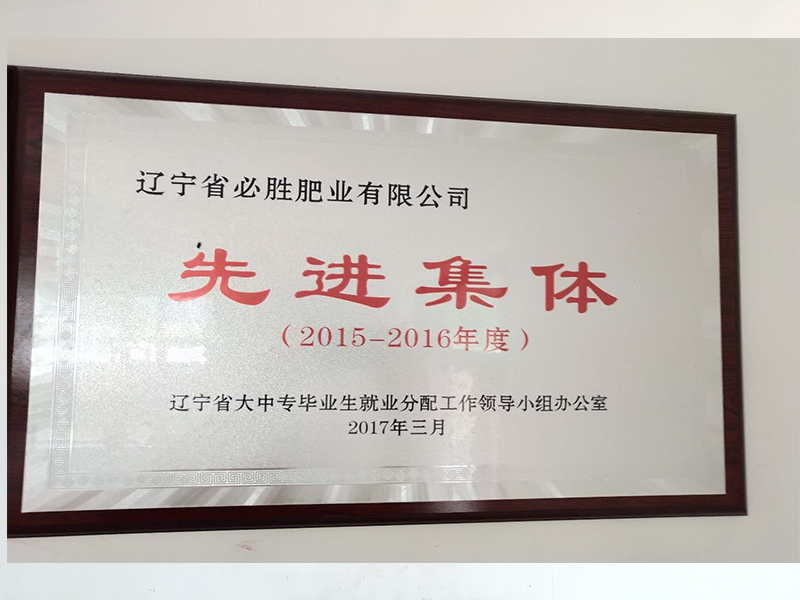 辽宁省必胜肥业有限公司
先进集体
（2015-2016年度）
辽宁省大中专毕业生就业分配工作领导小组办公室
2017年三月